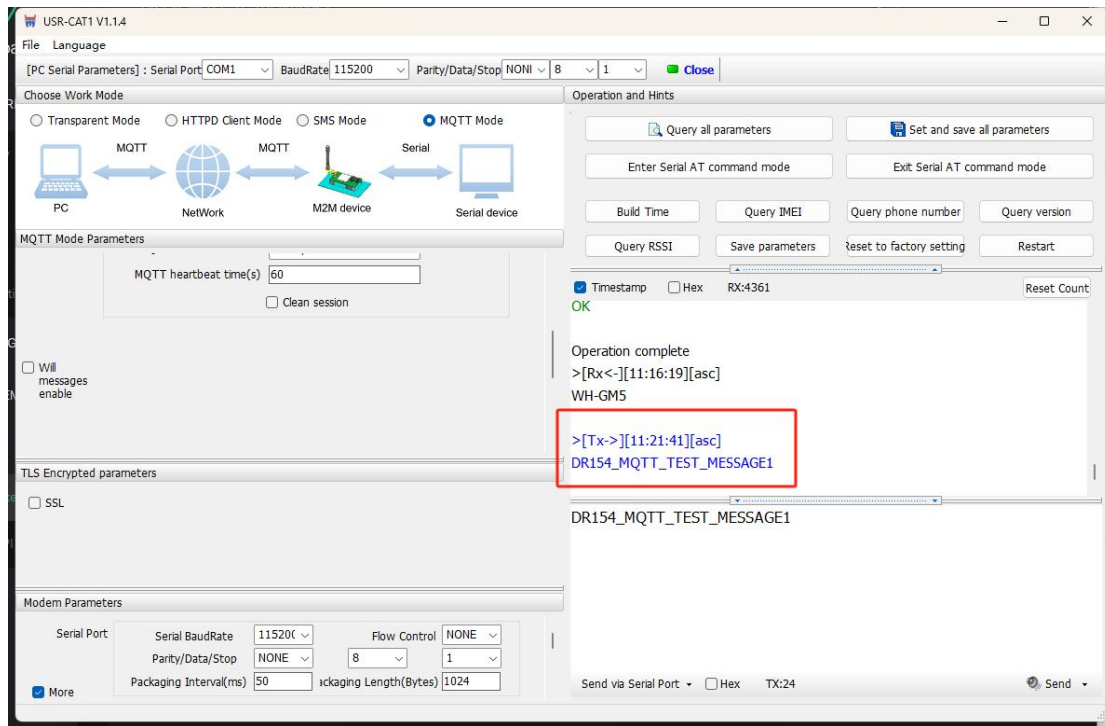 USR-CAT1 V1.1.4
File Language
[PC Serial Parameters] : Serial Port COM1 BaudRate 115200 Parity/Data/Stop NONI 8 1 Close
Choose Work Mode
Transparent Mode HTTPD Client Mode SMS Mode MQTT Mode
MQTT MQTT Serial
PC NetWork M2M device Serial device
MQTT Mode Parameters
MQTT heartbeat time(s) 60
Clean session
Will
messages
enable
TLS Encrypted parameters
SSL
Modem Parameters
Serial Port Serial BaudRate 11520( Flow Control NONE
Parity/Data/Stop NONE 8 1
More Packaging Interval(ms) 50 ackaging Length(Bytes) 1024
Operation and Hints
Query all parameters Set and save all parameters
Enter Serial AT command mode Exit Serial AT command mode
Build Time Query IMEI Query phone number Query version
Query RSSI Save parameters Reset to factory setting Restart
Timestamp Hex RX:4361 Reset Count
OK
Operation complete
>[Rx<-][11:16:19][asc]
WH-GM5
>[Tx->][11:21:41][asc]
DR154_MQTT_TEST_MESSAGE1
DR154_MQTT_TEST_MESSAGE1
Send via Serial Port Hex TX:24 Send